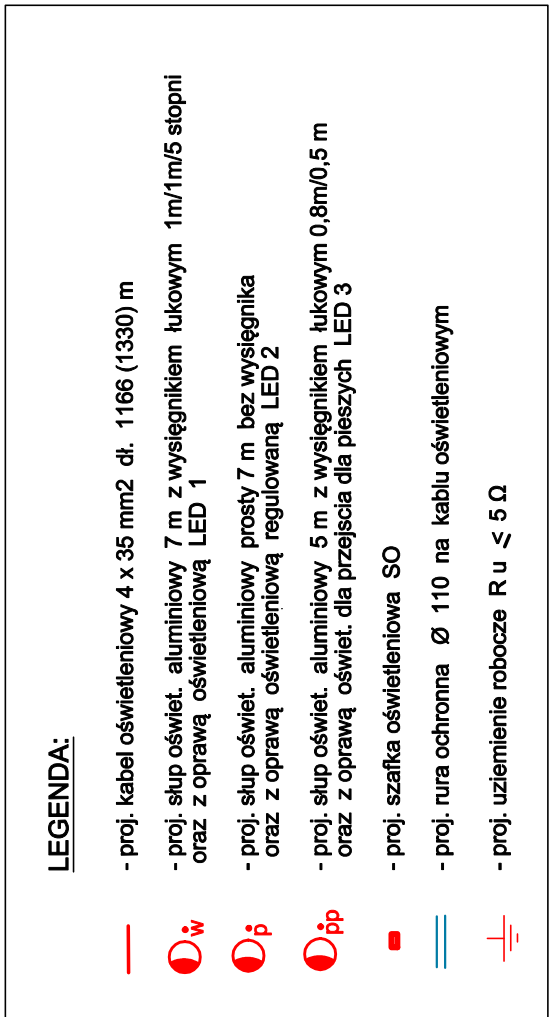 LEGENDA:
- proj. kabel oświetleniowy 4 x 35 mm2 dł. 1166 (1330) m
ẇ - proj. słup oświet. aluminiowy 7 m z wysięgnikiem łukowym 1m/1m/5 stopni
oraz z oprawą oświetleniową LED 1
p - proj. słup oświet. aluminiowy prosty 7 m bez wysięgnika
oraz z oprawą oświetleniową regulowaną LED 2
pp - proj. słup oświet. aluminiowy 5 m z wysięgnikiem łukowym 0,8m/0,5 m
oraz z oprawą oświet. dla przejscia dla pieszych LED 3
- proj. szafka oświetleniowa SO
- proj. rura ochronna Ø 110 na kablu oświetleniowym
- proj. uziemienie robocze R u ⩽ 5 Ω